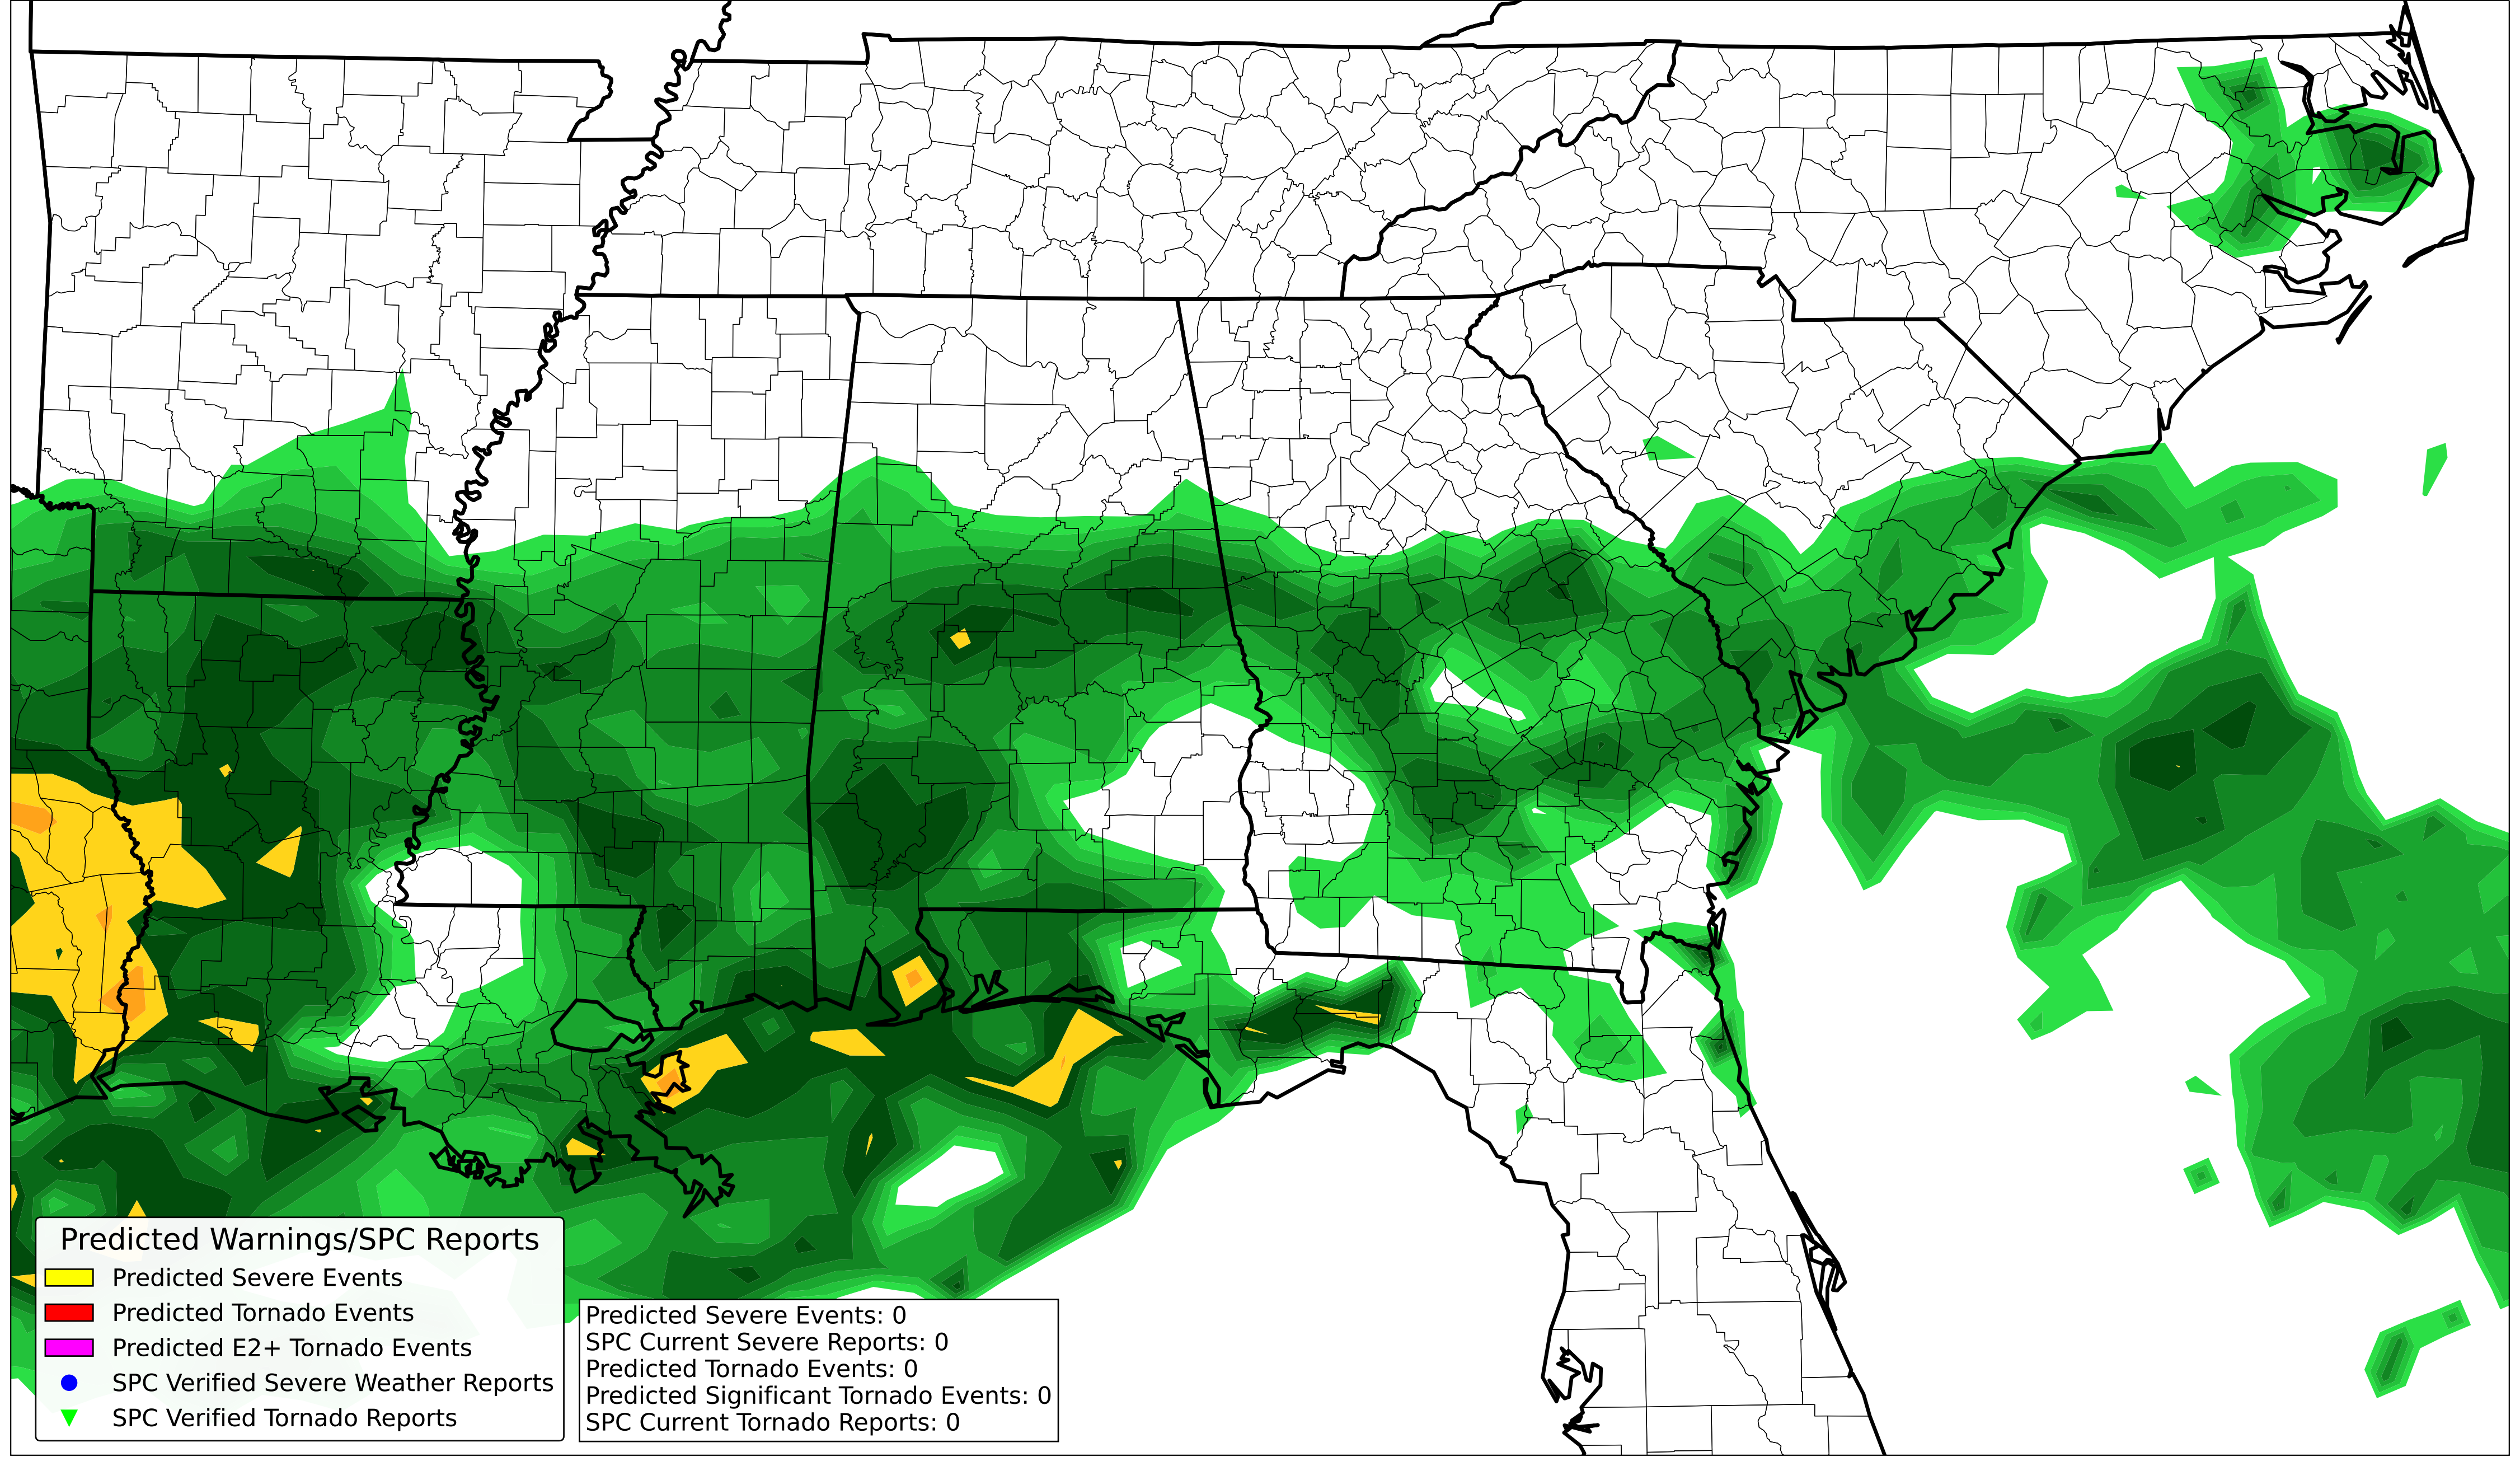 Predicted Warnings/SPC Reports
Predicted Severe Events
Predicted Tornado Events
Predicted E2+ Tornado Events
SPC Verified Severe Weather Reports
SPC Verified Tornado Reports
Predicted Severe Events: 0
SPC Current Severe Reports: 0
Predicted Tornado Events: 0
Predicted Significant Tornado Events: 0
SPC Current Tornado Reports: 0